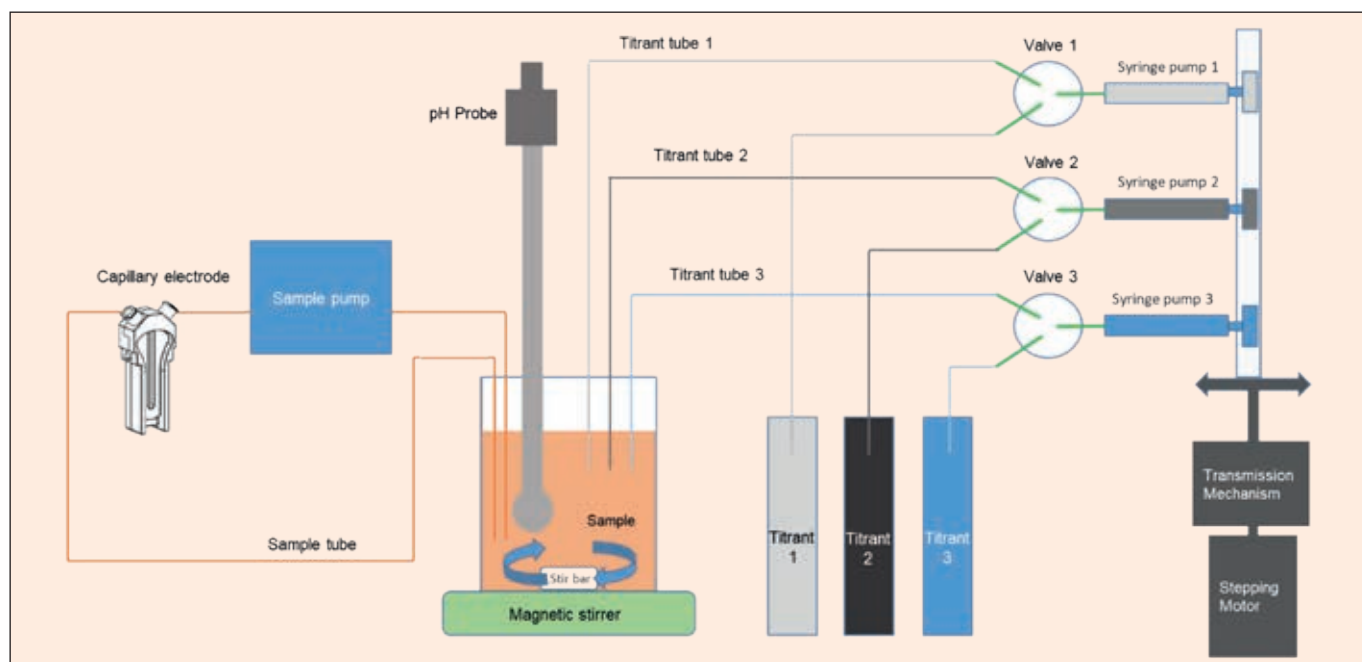 Titrant tube 1
Valve 1
Syringe pump 1
pH Probe
Titrant tube 2
Valve 2
Syringe pump 2
Capillary electrode
Sample pump
Titrant tube 3
Valve 3
Syringe pump 3
Sample
Sample tube
Stir bar
Magnetic stirrer
Titrant
1
Titrant
2
Titrant
3
Transmission
Mechanism
Stepping
Motor